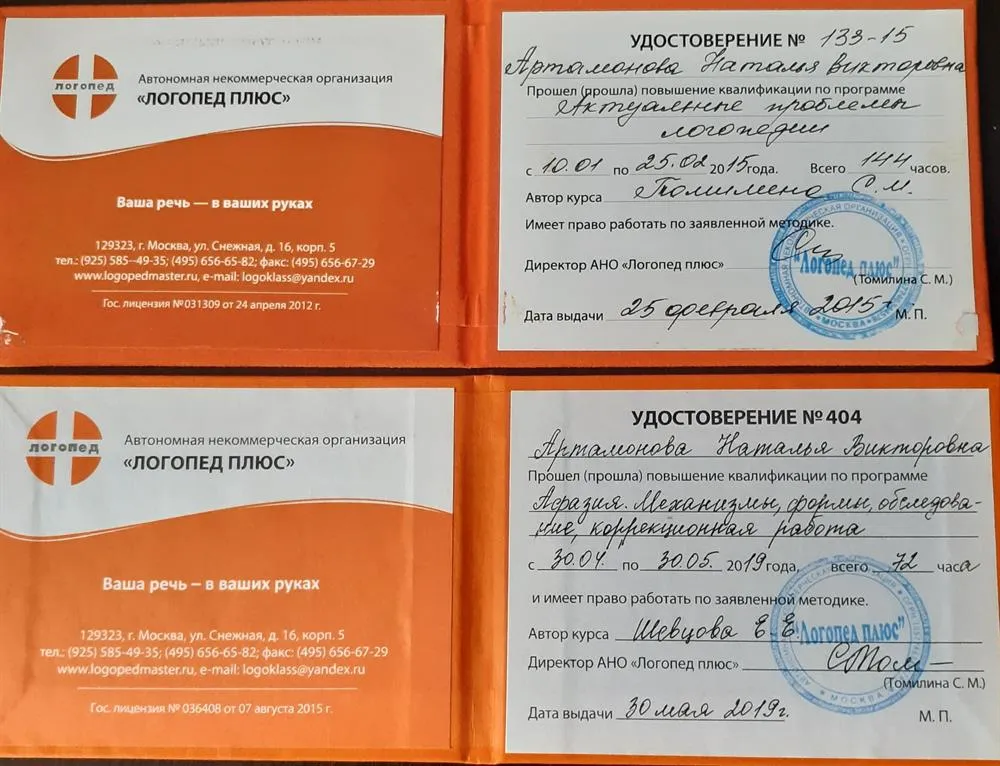 логопед
Автономная некоммерческая организация
«ЛОГОПЕД ПЛЮС»
Ваша речь — в ваших руках
129323, г. Москва, ул. Снежная, д. 16, корп. 5
тел.: (925) 585-49-35; (495) 656-65-82; факс: (495) 656-67-29
www.logopedmaster.ru, e-mail: logoklass@yandex.ru
Гос. лицензия №031309 от 24 апреля 2012 г.
УДОСТОВЕРЕНИЕ № 133-15
Артамонова Наталья Викторовна
Прошел (прошла) повышение квалификации по программе
Актуальные проблемы
логопедии
с 10.01 по 25.02 2015года. Всего 144 часов.
Автор курса Томилина С.М.
Имеет право работать по заявленной методике.
Директор АНО «Логопед плюс»
(Томилина С. М.)
Дата выдачи 25 февраля 2015г М. П.
"Логопед плюс"
МОСКВА
логопед
Автономная некоммерческая организация
«ЛОГОПЕД ПЛЮС»
Ваша речь – в ваших руках
129323, г. Москва, ул. Снежная, д. 16, корп. 5
тел.: (925) 585-49-35; (495) 656-65-82; факс: (495) 656-67-29
www.logopedmaster.ru, e-mail: logoklass@yandex.ru
Гос. лицензия № 036408 от 07 августа 2015 г.
УДОСТОВЕРЕНИЕ №404
Артамонова Наталья Викторовна
Прошел (прошла) повышение квалификации по программе
Афазия. Механизмы, формы, обследова-
ние, коррекционная работа
с 30.04. по 30.05. 2019года, всего 72 часа
и имеет право работать по заявленной методике.
Автор курса Шевцова Е.Е.
Директор АНО «Логопед плюс»
(Томилина С. М.)
Дата выдачи 30 мая 2019г. М. П.
"Логопед плюс"
МОСКВА